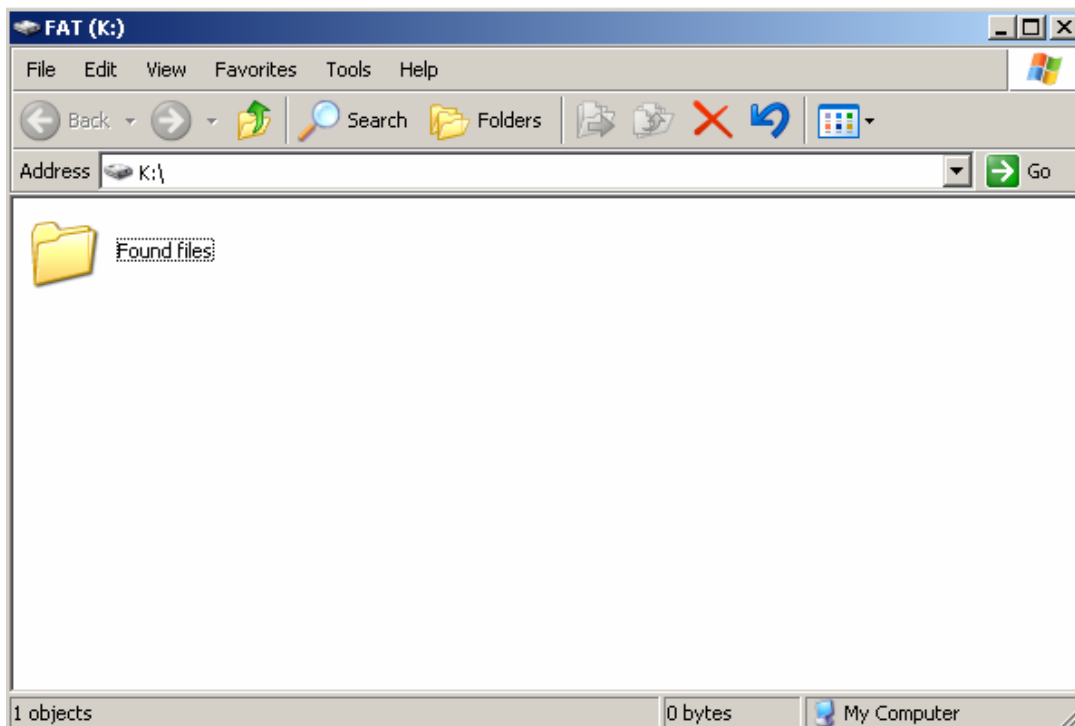 FAT (K:)
File Edit View Favorites Tools Help
Back Search Folders
Address K:\ Go
Found files
1 objects 0 bytes My Computer